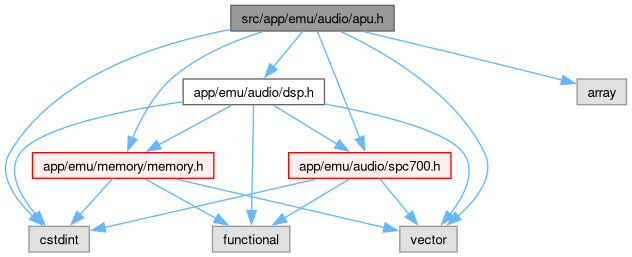 src/app/emu/audio/apu.h
app/emu/audio/dsp.h
array
app/emu/memory/memory.h
app/emu/audio/spc700.h
cstdint
functional
vector